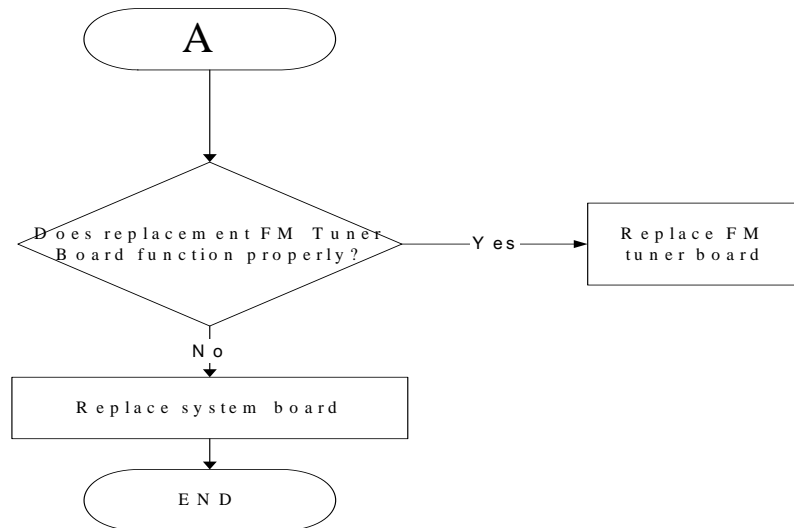 A
Does replacement FM Tuner
Board function properly?
Yes
Replace FM
tuner board
No
Replace system board
END